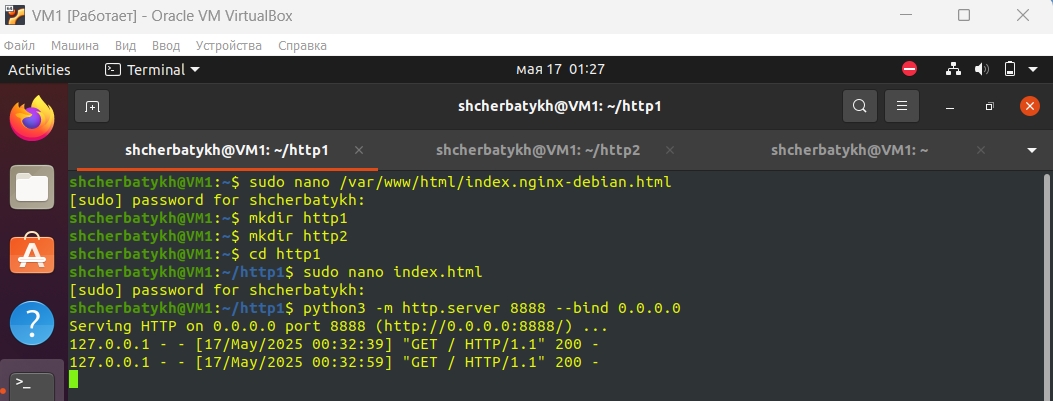 VM1 [Работает] - Oracle VM VirtualBox
Файл Машина Вид Ввод Устройства Справка
Activities Terminal мая 17 01:27
shcherbatykh@VM1: ~/http1
shcherbatykh@VM1: ~/http1 shcherbatykh@VM1: ~/http2 shcherbatykh@VM1: ~
shcherbatykh@VM1:~$ sudo nano /var/www/html/index.nginx-debian.html
[sudo] password for shcherbatykh:
shcherbatykh@VM1:~$ mkdir http1
shcherbatykh@VM1:~$ mkdir http2
shcherbatykh@VM1:~$ cd http1
shcherbatykh@VM1:~/http1$ sudo nano index.html
[sudo] password for shcherbatykh:
shcherbatykh@VM1:~/http1$ python3 -m http.server 8888 --bind 0.0.0.0
Serving HTTP on 0.0.0.0 port 8888 (http://0.0.0.0:8888/) ...
127.0.0.1 - - [17/May/2025 00:32:39] "GET / HTTP/1.1" 200 -
127.0.0.1 - - [17/May/2025 00:32:59] "GET / HTTP/1.1" 200 -